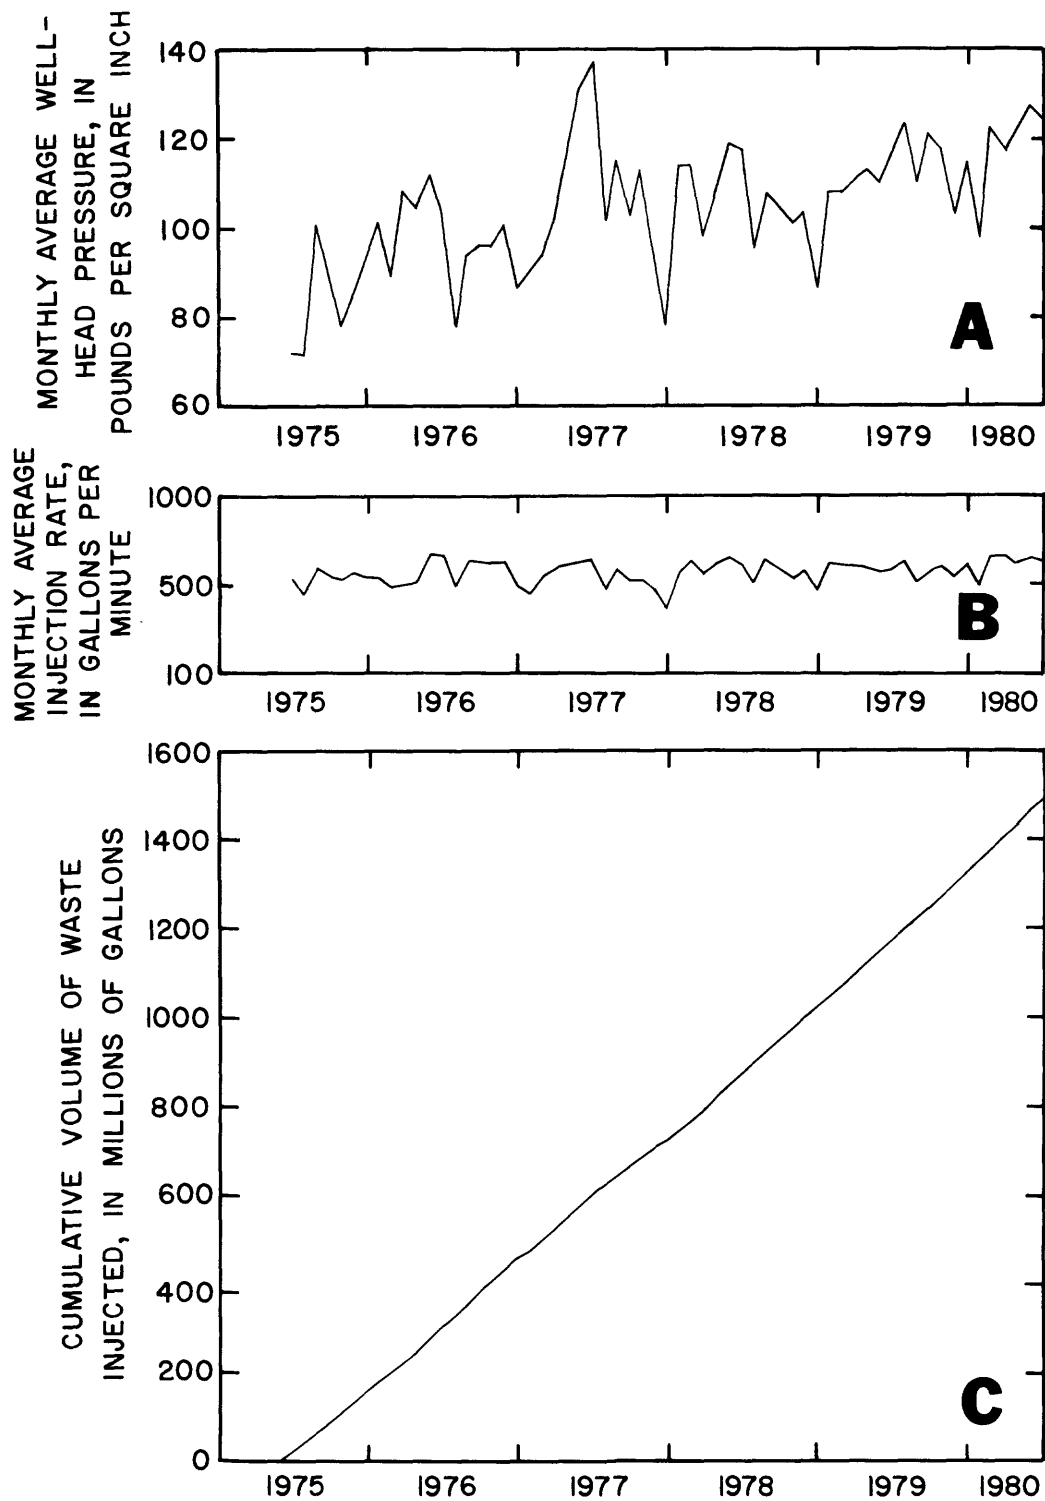 MONTHLY AVERAGE WELL-
HEAD PRESSURE, IN
POUNDS PER SQUARE INCH
140
120
100
80
60
A
1975 1976 1977 1978 1979 1980
MONTHLY AVERAGE
INJECTION RATE,
IN GALLONS PER
MINUTE
1000
500
100
B
1975 1976 1977 1978 1979 1980
CUMULATIVE VOLUME OF WASTE
INJECTED, IN MILLIONS OF GALLONS
1600
1400
1200
1000
800
600
400
200
0
C
1975 1976 1977 1978 1979 1980